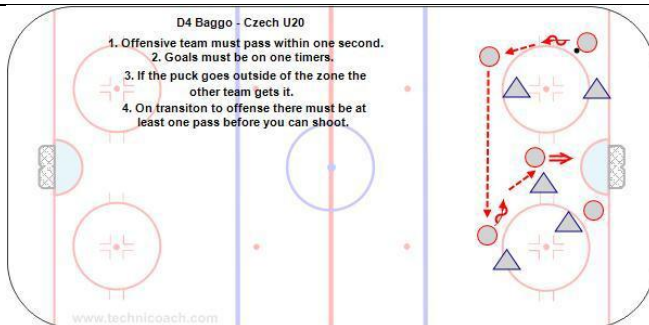 D4 Baggo - Czech U20
1. Offensive team must pass within one second.
2. Goals must be on one timers.
3. If the puck goes outside of the zone the
other team gets it.
4. On transiton to offense there must be at
least one pass before you can shoot.
www.technicoach.com